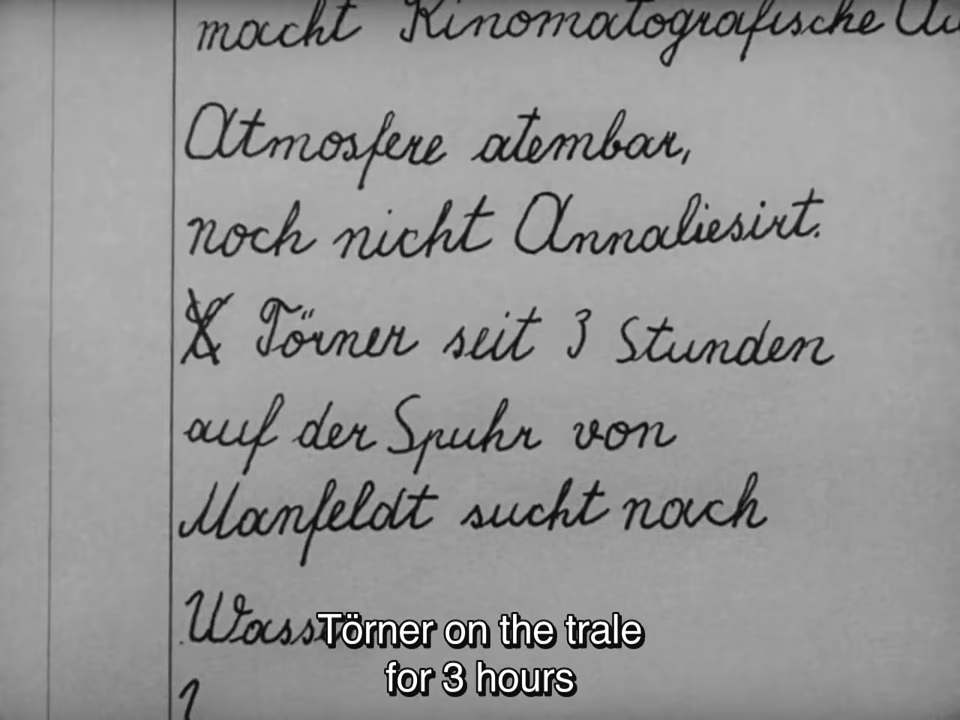 macht Kinomatografische
Atmosfere atembar,
noch nicht Annaliesirt.
Törner seit 3 Stunden
auf der Spuhr von
Manfeldt sucht nach
Törner on the trale
for 3 hours